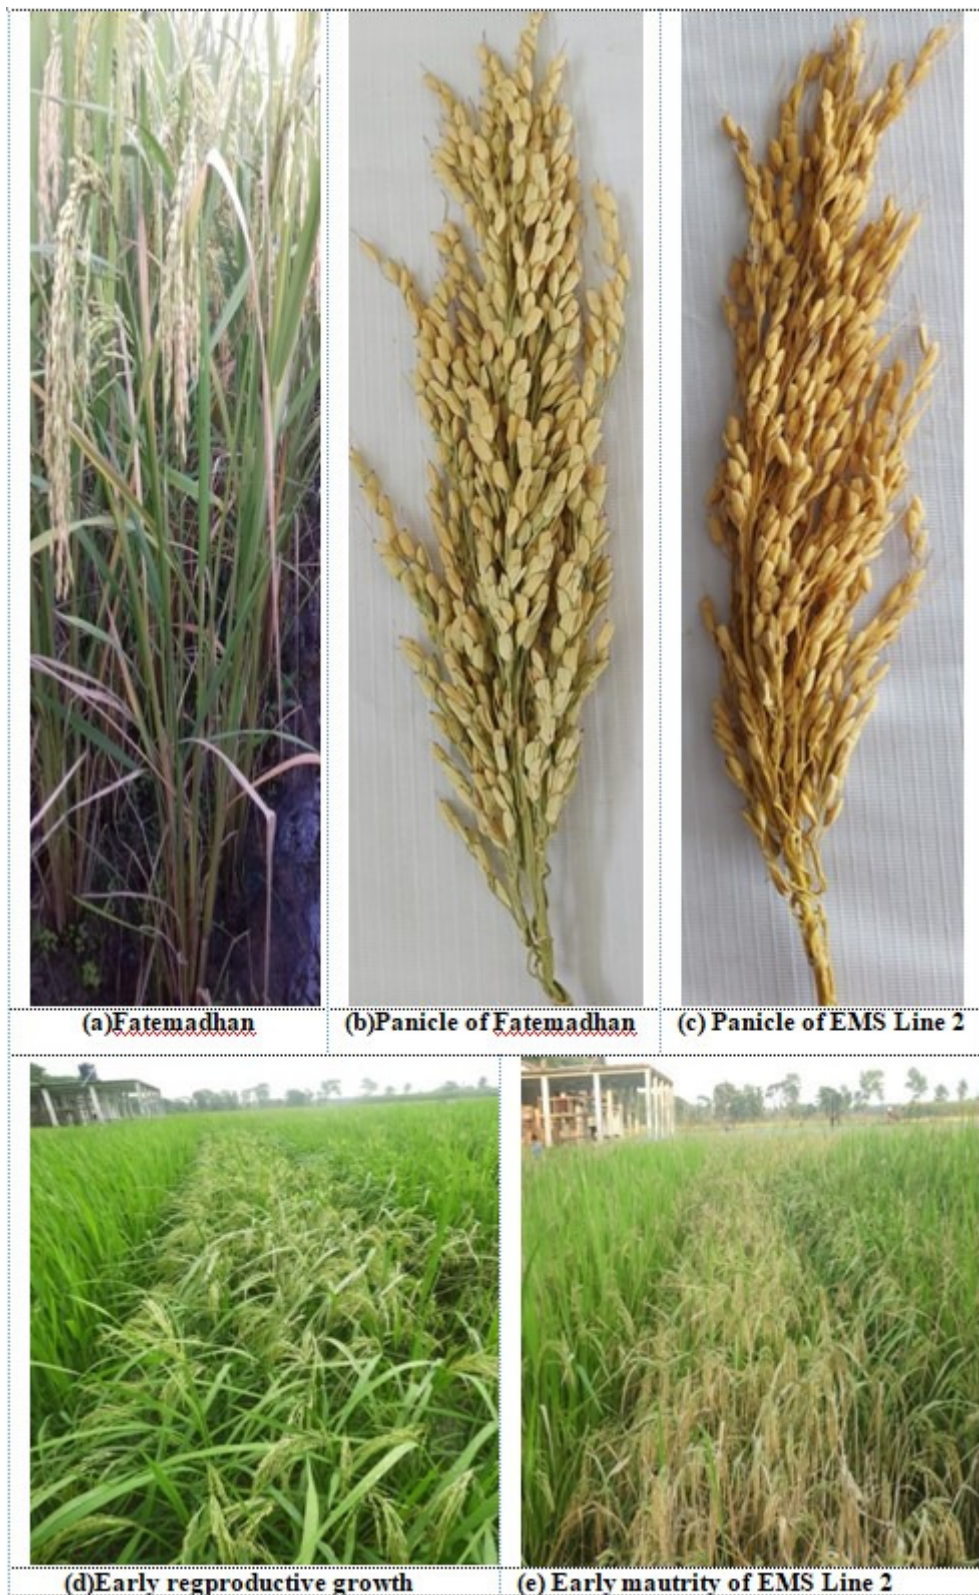 (a)Fatemadhan
(b)Panicle of Fatemadhan
(c) Panicle of EMS Line 2
(d)Early regproductive growth
(e) Early mautrity of EMS Line 2